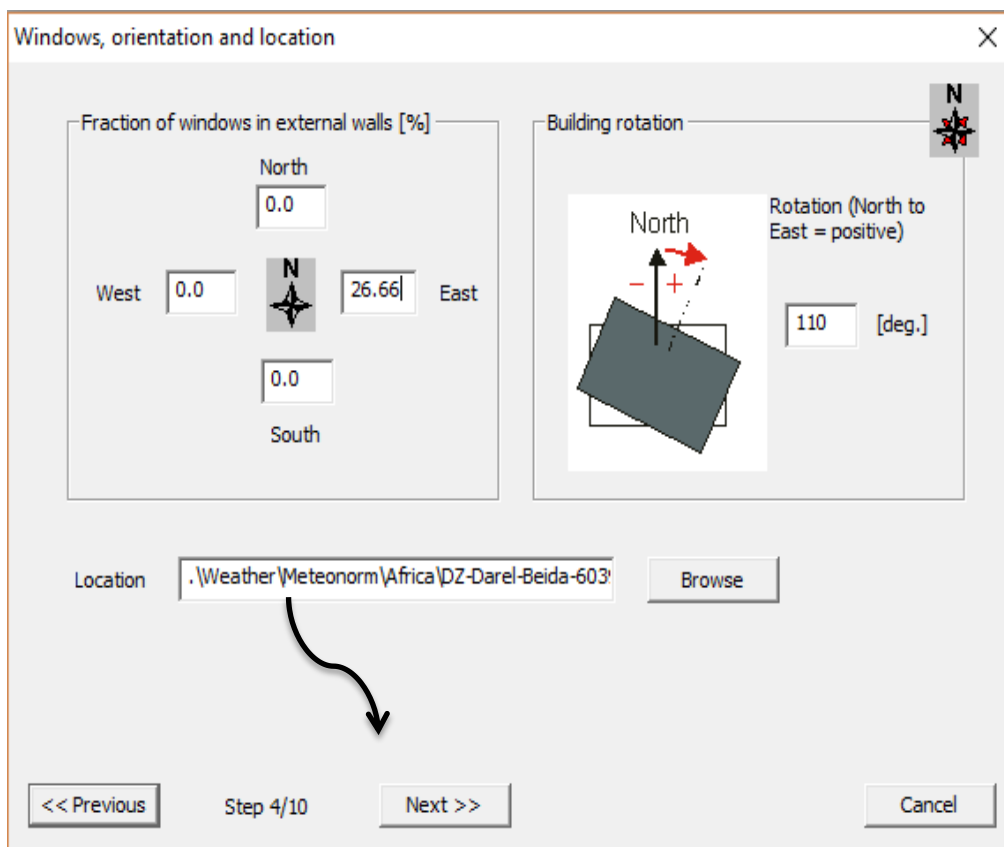 Windows, orientation and location
Fraction of windows in external walls [%]
North
0.0
West
0.0
N
26.66
East
0.0
South
Building rotation
N
North
- +
Rotation (North to
East = positive)
110
[deg.]
Location
.\Weather\Meteonorm\Africa\DZ-Darel-Beida-6039
Browse
<< Previous
Step 4/10
Next >>
Cancel